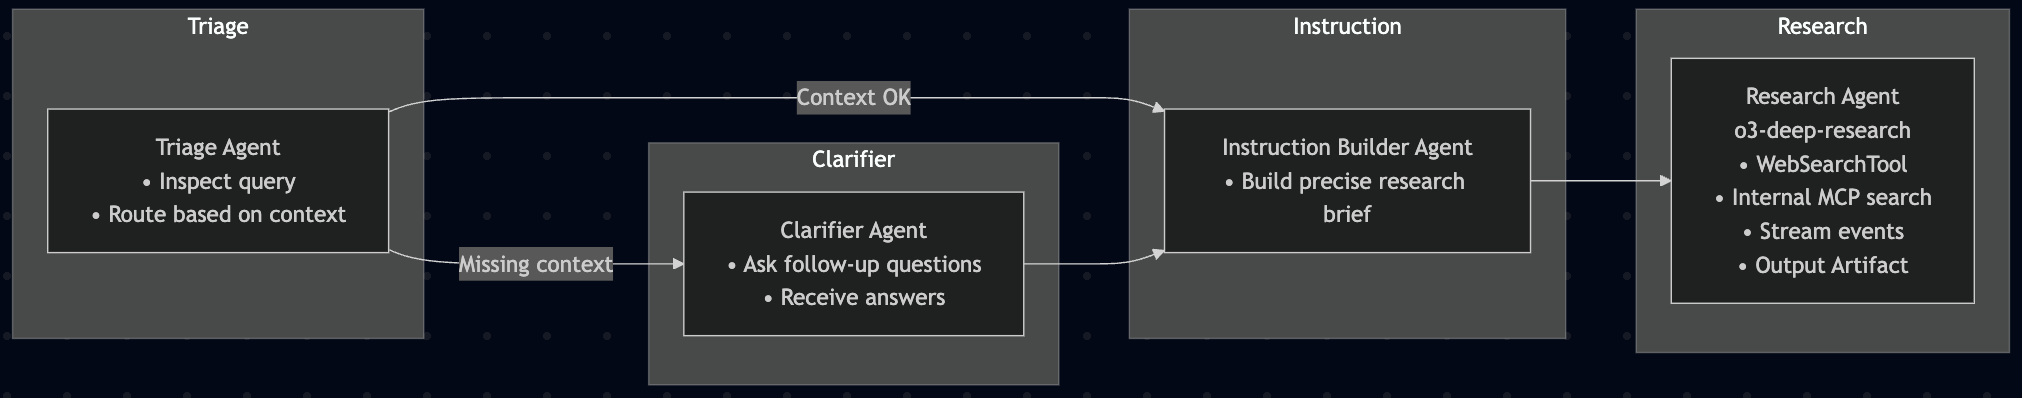 Triage
Triage Agent
• Inspect query
• Route based on context
Context OK
Missing context
Clarifier
Clarifier Agent
• Ask follow-up questions
• Receive answers
Instruction
Instruction Builder Agent
• Build precise research
brief
Research
Research Agent
o3-deep-research
• WebSearchTool
• Internal MCP search
• Stream events
• Output Artifact